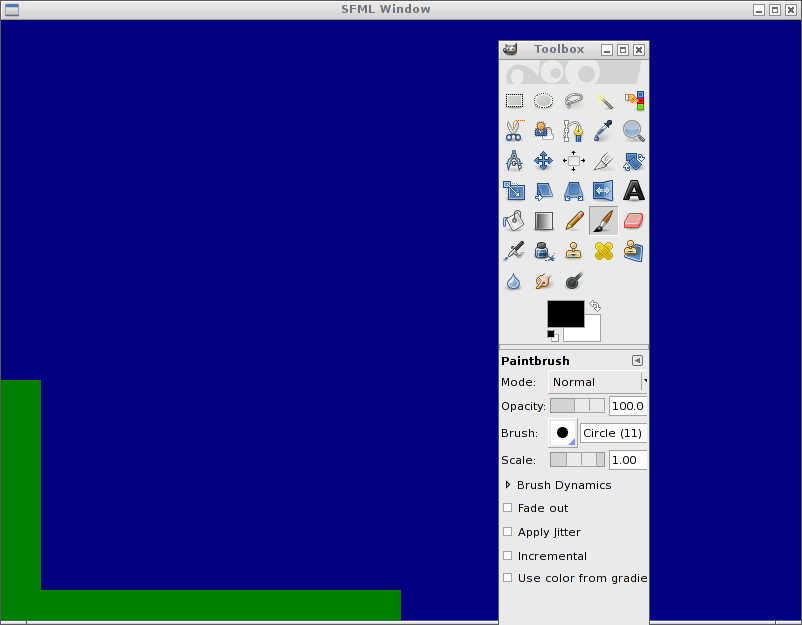 SFML Window
Toolbox
Paintbrush
Mode: Normal
Opacity: 100.0
Brush: Circle (11)
Scale: 1.00
Brush Dynamics
Fade out
Apply Jitter
Incremental
Use color from gradie